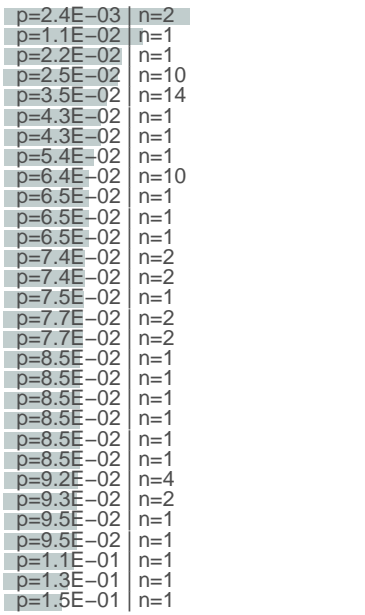 p=2.4E−03 | n=2
p=1.1E−02 | n=1
p=2.2E−02 | n=1
p=2.5E−02 | n=10
p=3.5E−02 | n=14
p=4.3E−02 | n=1
p=4.3E−02 | n=1
p=5.4E−02 | n=1
p=6.4E−02 | n=10
p=6.5E−02 | n=1
p=6.5E−02 | n=1
p=6.5E−02 | n=1
p=7.4E−02 | n=2
p=7.4E−02 | n=2
p=7.5E−02 | n=1
p=7.7E−02 | n=2
p=7.7E−02 | n=2
p=8.5E−02 | n=1
p=8.5E−02 | n=1
p=8.5E−02 | n=1
p=8.5E−02 | n=1
p=8.5E−02 | n=1
p=8.5E−02 | n=1
p=9.2E−02 | n=4
p=9.3E−02 | n=2
p=9.5E−02 | n=1
p=9.5E−02 | n=1
p=1.1E−01 | n=1
p=1.3E−01 | n=1
p=1.5E−01 | n=1